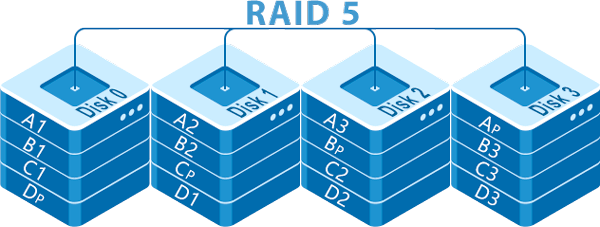 RAID 5
Disk 0
A1
B1
C1
Dp
Disk 1
A2
B2
Cp
D1
Disk 2
A3
Bp
C2
D2
Disk 3
Ap
B3
C3
D3